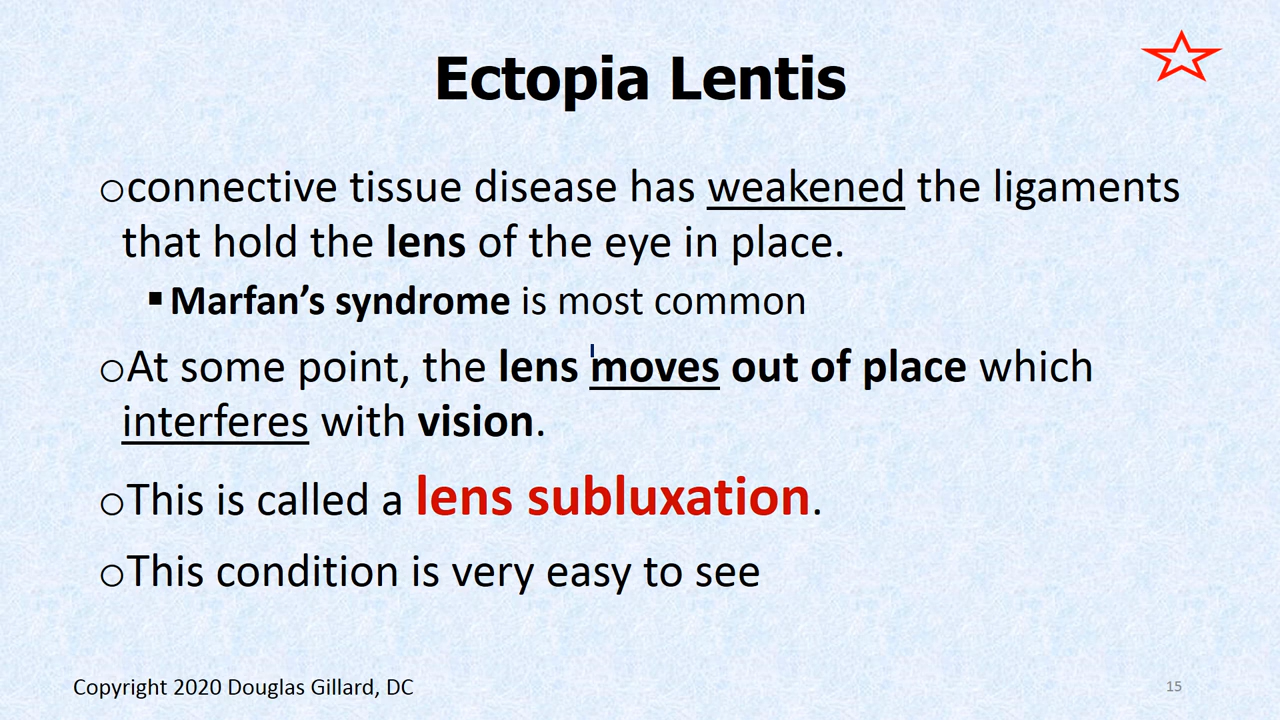 Ectopia Lentis
○connective tissue disease has weakened the ligaments
that hold the lens of the eye in place.
▪Marfan’s syndrome is most common
○At some point, the lens moves out of place which
interferes with vision.
○This is called a lens subluxation.
○This condition is very easy to see
Copyright 2020 Douglas Gillard, DC
15